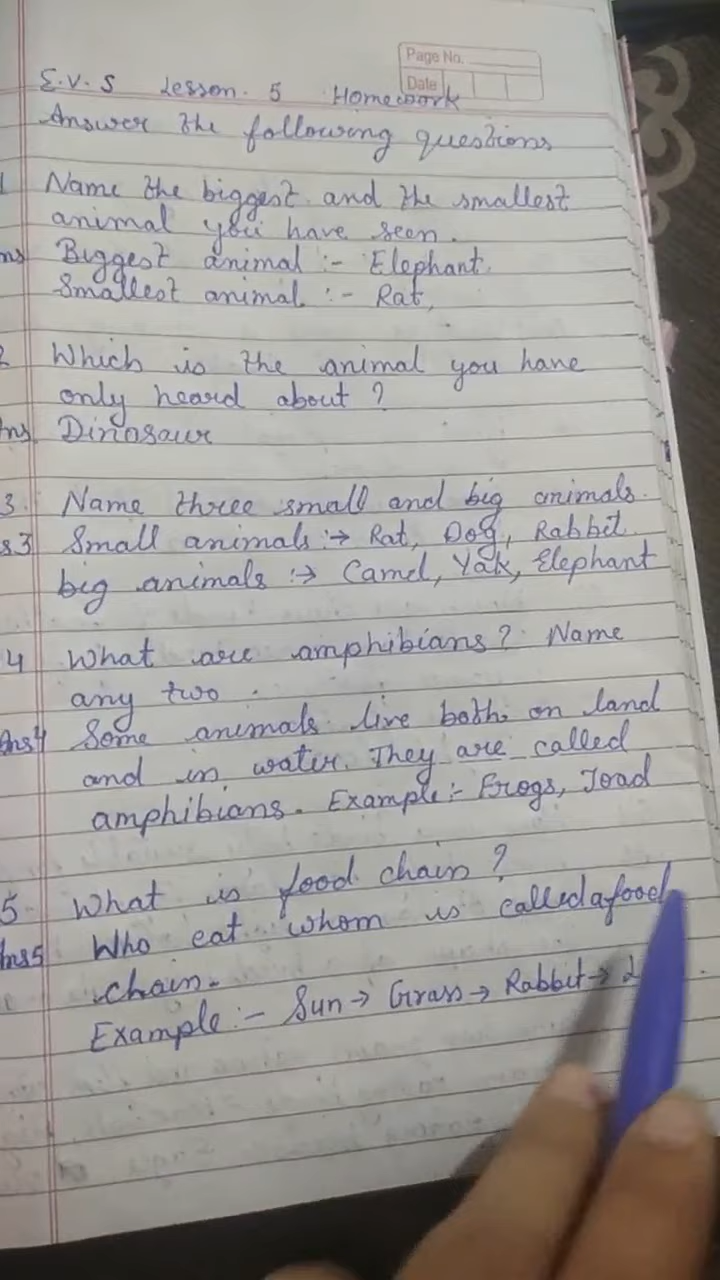 Page No.
Date
E.V.S Lesson. 5 Homework
Answer the following questions
1 Name the biggest and the smallest
animal you have seen.
ns Biggest animal :- Elephant.
Smallest animal :- Rat,
2 Which is the animal you have
only heard about ?
ns Dinosaur
3. Name three small and big animals.
s3 Small animals :→ Rat, Dog, Rabbit
big animals :→ Camel, Yak, Elephant
4 What are amphibians? Name
any two.
Ans4 Some animals live both on land
and in water. They are called
amphibians. Example:- Frogs, Toad
5. What is food chain ?
Ans5 Who eat whom is called a food
chain.
Example:- Sun → Grass → Rabbit →